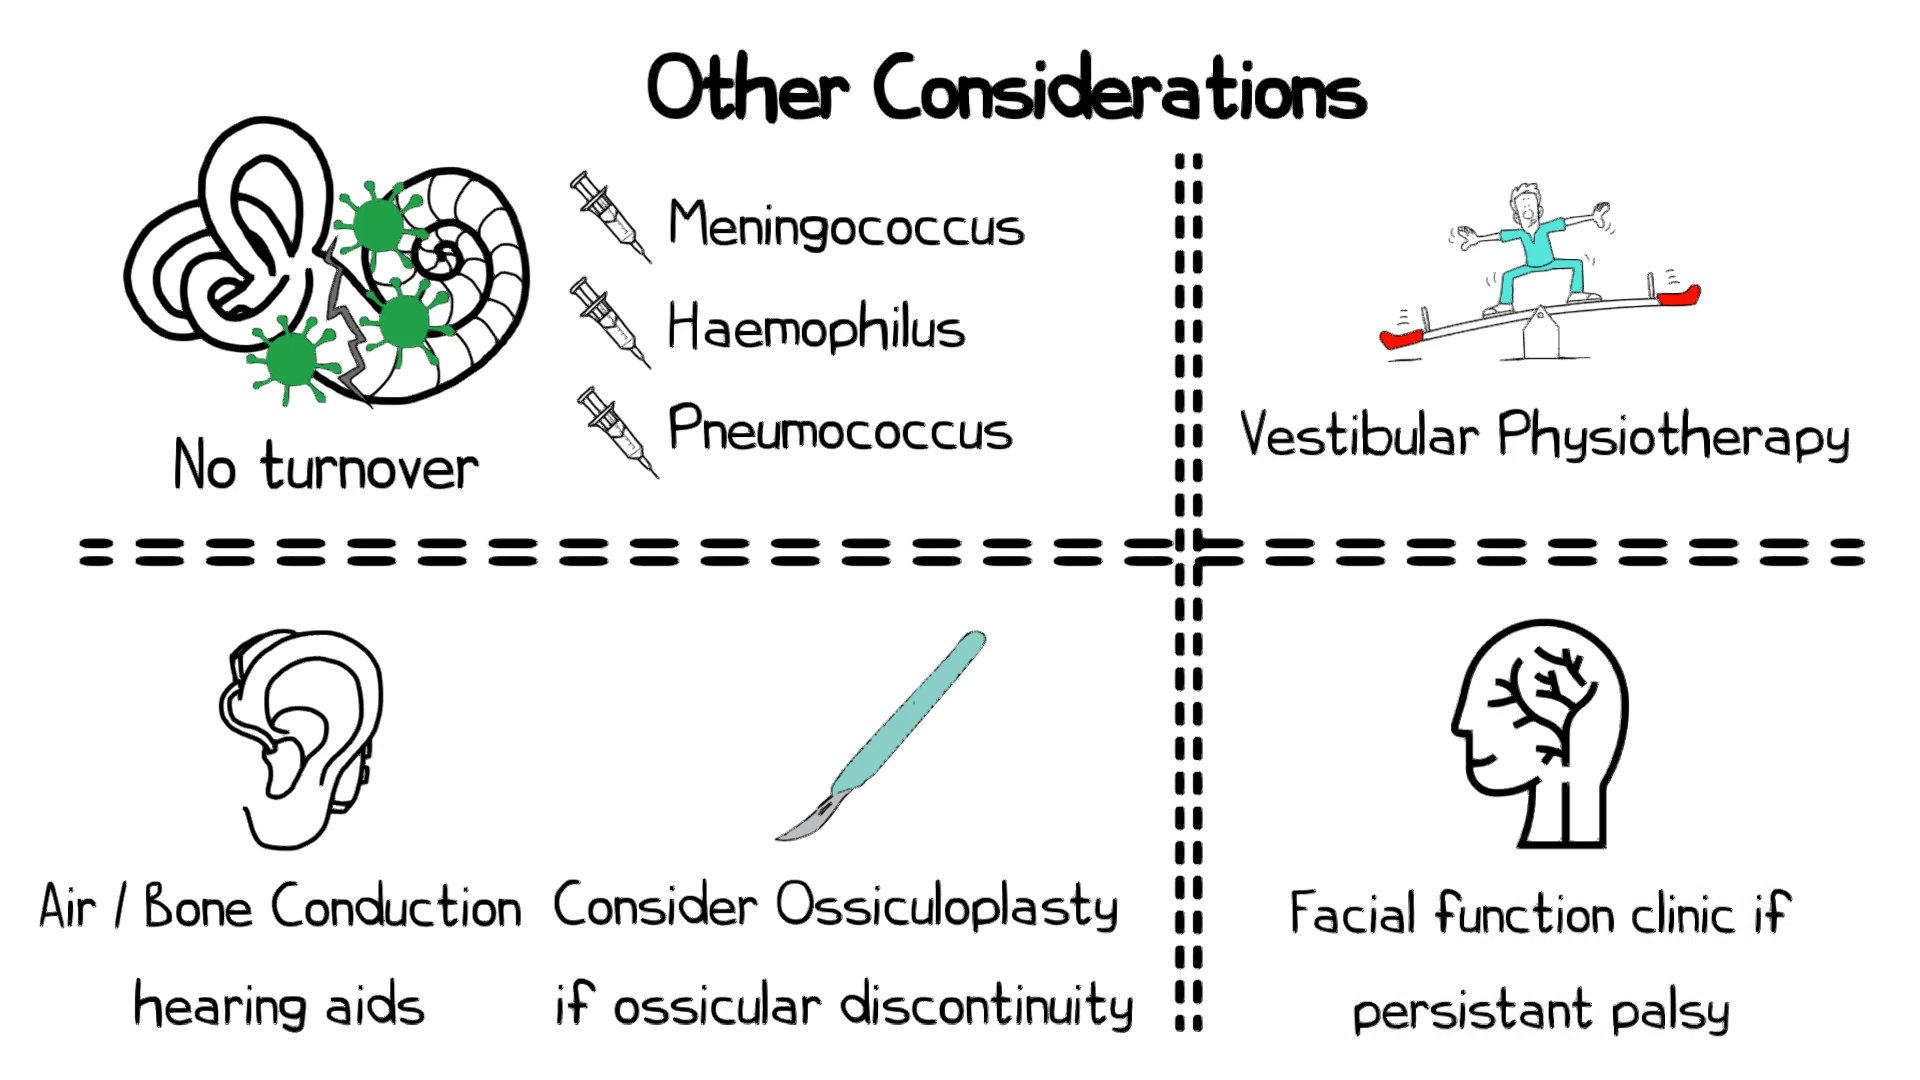 Other Considerations
Meningococcus
Haemophilus
Pneumococcus
No turnover
Vestibular Physiotherapy
Air / Bone Conduction
hearing aids
Consider Ossiculoplasty
if ossicular discontinuity
Facial function clinic if
persistant palsy